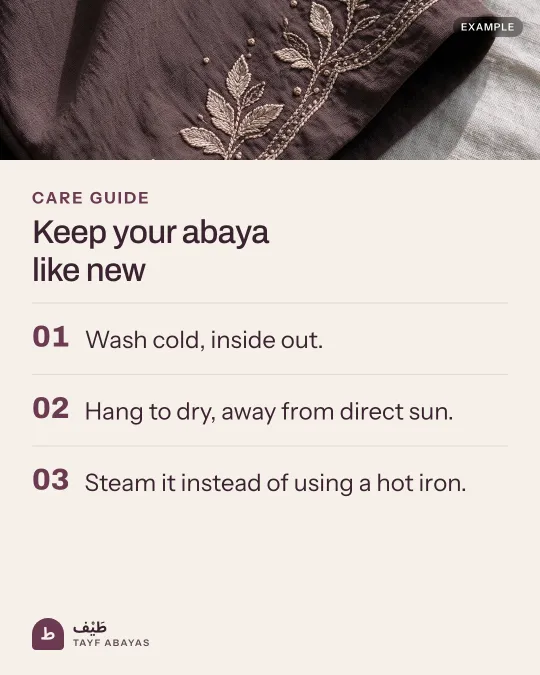 EXAMPLE
CARE GUIDE
Keep your abaya
like new
01 Wash cold, inside out.
02 Hang to dry, away from direct sun.
03 Steam it instead of using a hot iron.
ط
طَيْف
TAYF ABAYAS